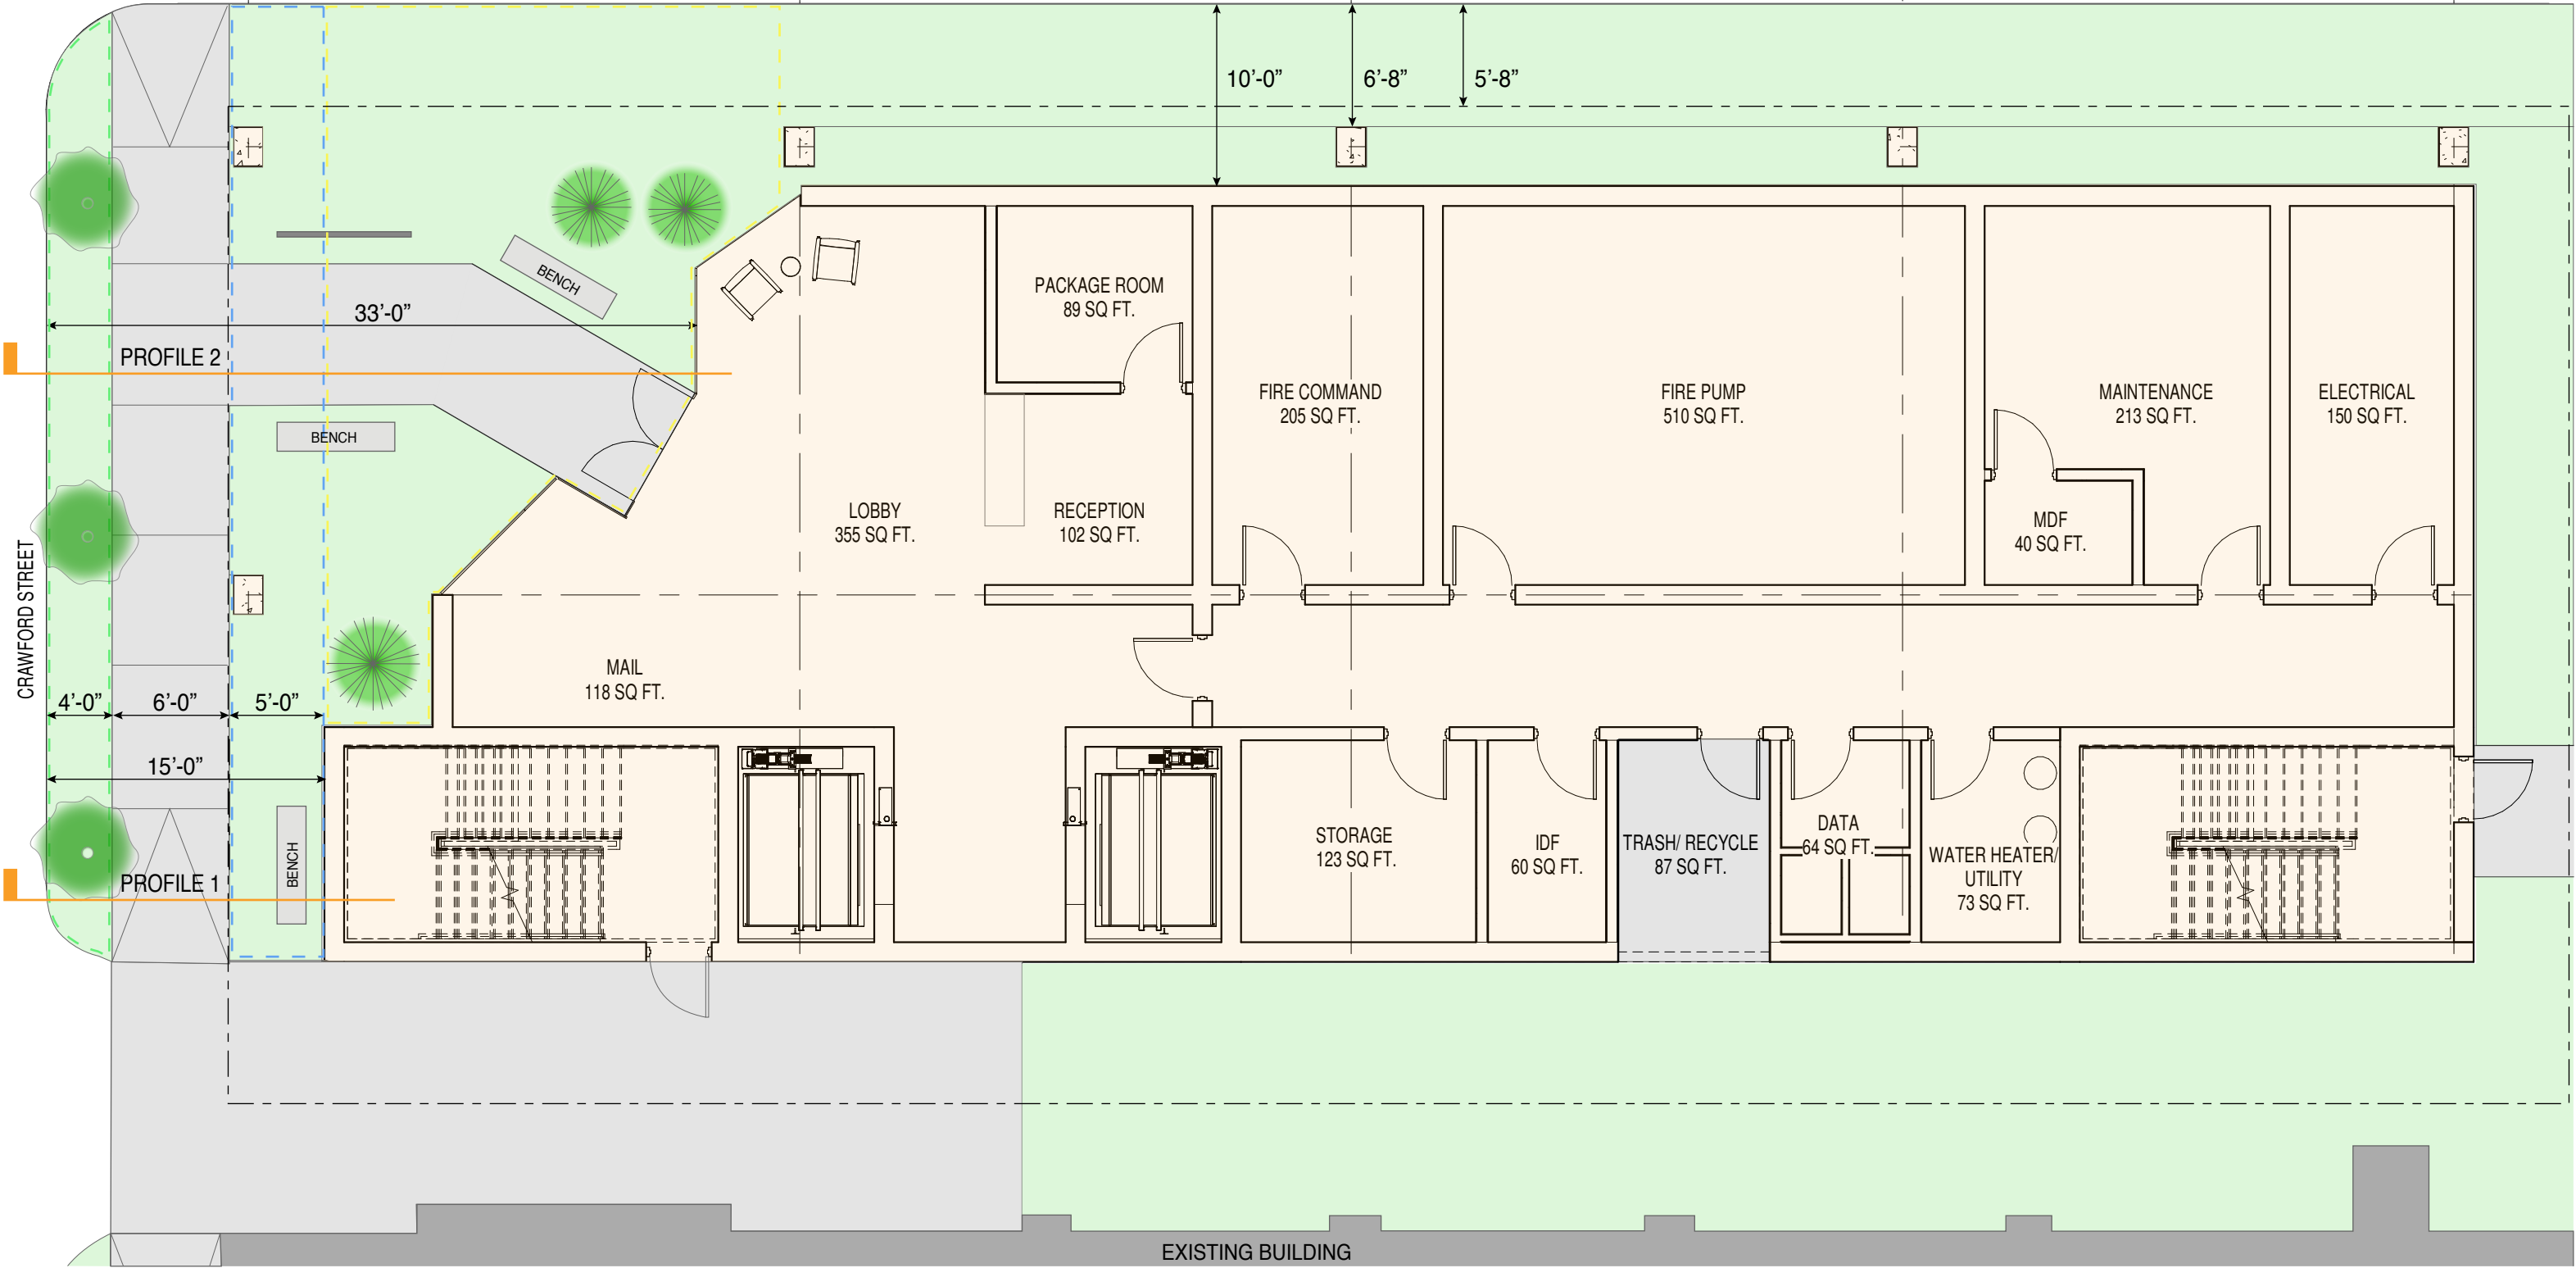 10’-0”
6’-8”
5’-8”
BENCH
PACKAGE ROOM
89 SQ FT.
33’-0”
PROFILE 2
FIRE COMMAND
205 SQ FT.
FIRE PUMP
510 SQ FT.
MAINTENANCE
213 SQ FT.
ELECTRICAL
150 SQ FT.
BENCH
LOBBY
355 SQ FT.
RECEPTION
102 SQ FT.
MDF
40 SQ FT.
CRAWFORD STREET
MAIL
118 SQ FT.
4’-0”
6’-0”
5’-0”
15’-0”
BENCH
PROFILE 1
STORAGE
123 SQ FT.
IDF
60 SQ FT.
TRASH/ RECYCLE
87 SQ FT.
DATA
64 SQ FT.
WATER HEATER/
UTILITY
73 SQ FT.
EXISTING BUILDING